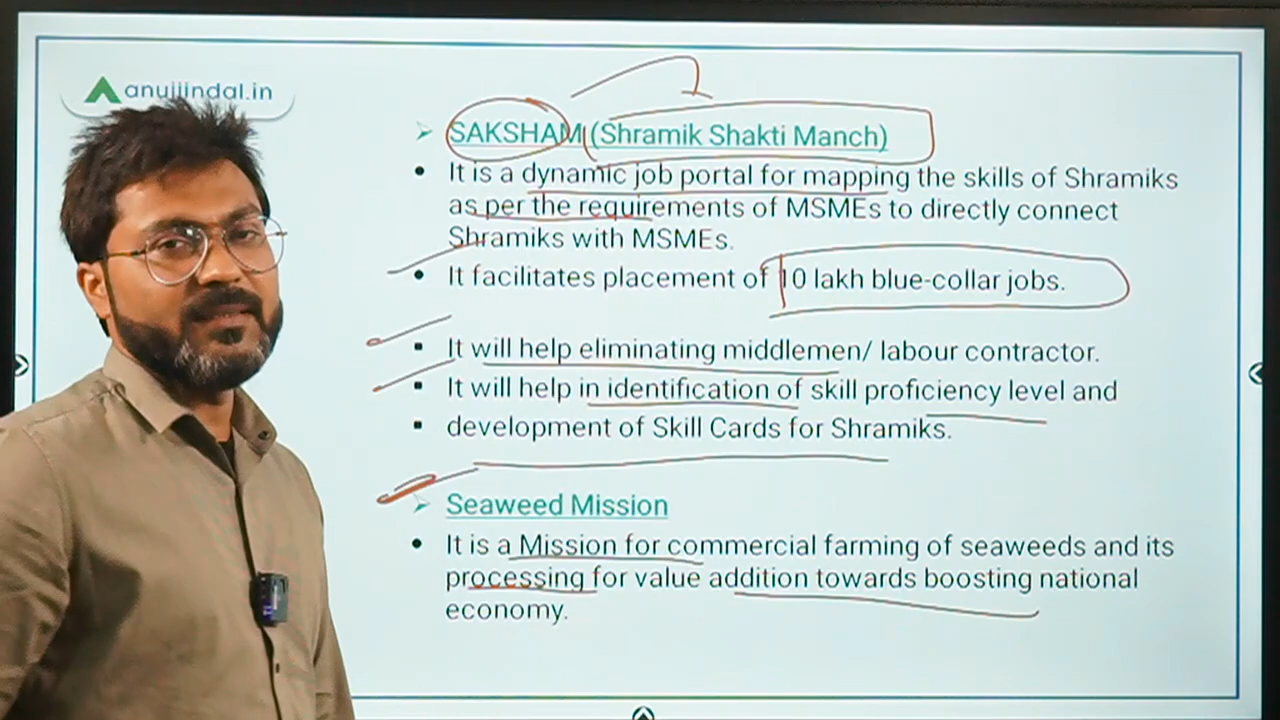 anujjindal.in
➢ SAKSHAM (Shramik Shakti Manch)
• It is a dynamic job portal for mapping the skills of Shramiks
as per the requirements of MSMEs to directly connect
Shramiks with MSMEs.
• It facilitates placement of 10 lakh blue-collar jobs.
▪ It will help eliminating middlemen/ labour contractor.
▪ It will help in identification of skill proficiency level and
▪ development of Skill Cards for Shramiks.
➢ Seaweed Mission
• It is a Mission for commercial farming of seaweeds and its
processing for value addition towards boosting national
economy.